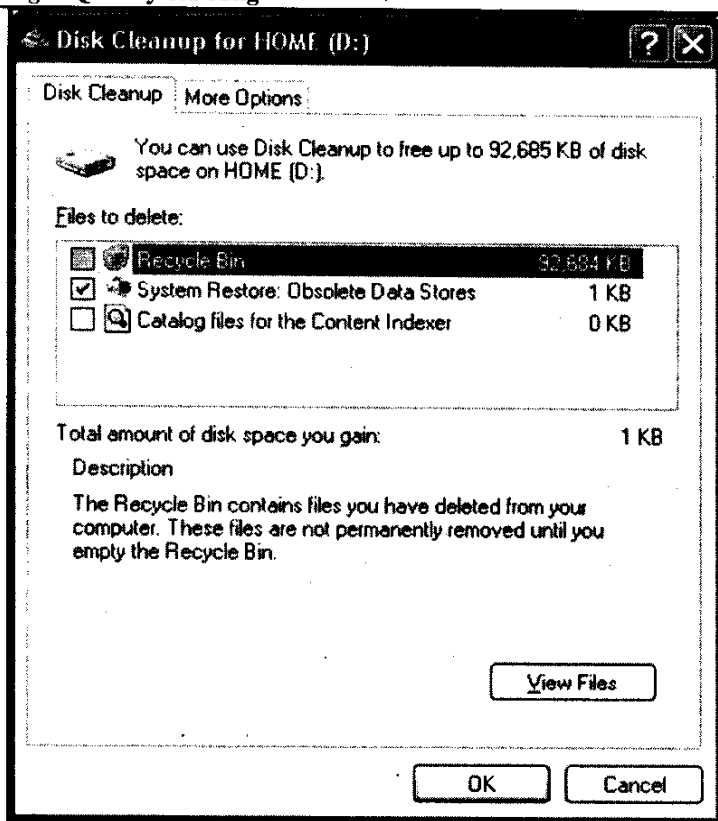 Disk Cleanup for HOME (D:)
Disk Cleanup More Options
You can use Disk Cleanup to free up to 92,685 KB of disk
space on HOME (D:).
Files to delete:
Recycle Bin 92,684 KB
System Restore: Obsolete Data Stores 1 KB
Catalog files for the Content Indexer 0 KB
Total amount of disk space you gain: 1 KB
Description
The Recycle Bin contains files you have deleted from your
computer. These files are not permanently removed until you
empty the Recycle Bin.
View Files
OK Cancel